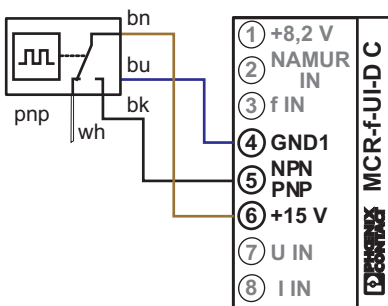 bn
bu
bk
pnp
wh
1 +8,2 V
2 NAMUR
IN
3 f IN
4 GND1
5 NPN
PNP
6 +15 V
7 U IN
8 I IN
MCR-f-UI-D C
PHŒNIX
CONTACT